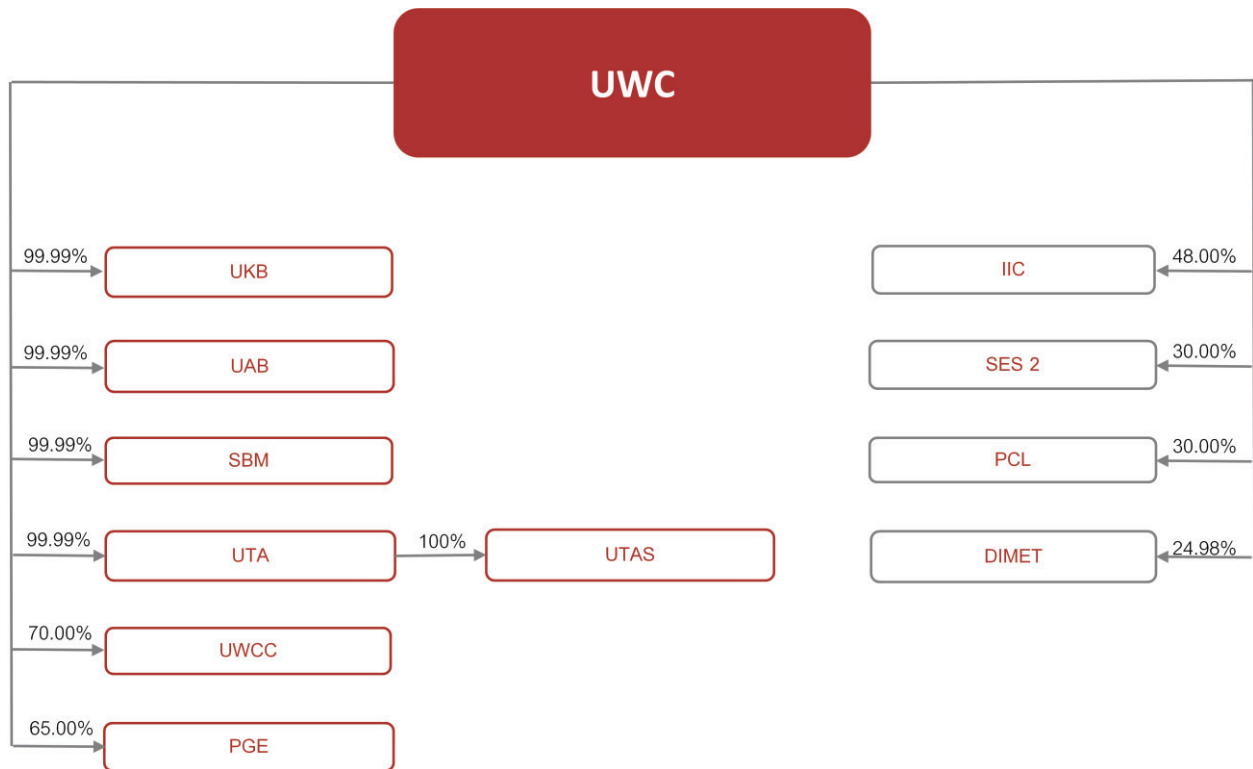 UWC
99.99%
UKB
99.99%
UAB
99.99%
SBM
99.99%
UTA
100%
UTAS
70.00%
UWCC
65.00%
PGE
IIC
48.00%
SES 2
30.00%
PCL
30.00%
DIMET
24.98%